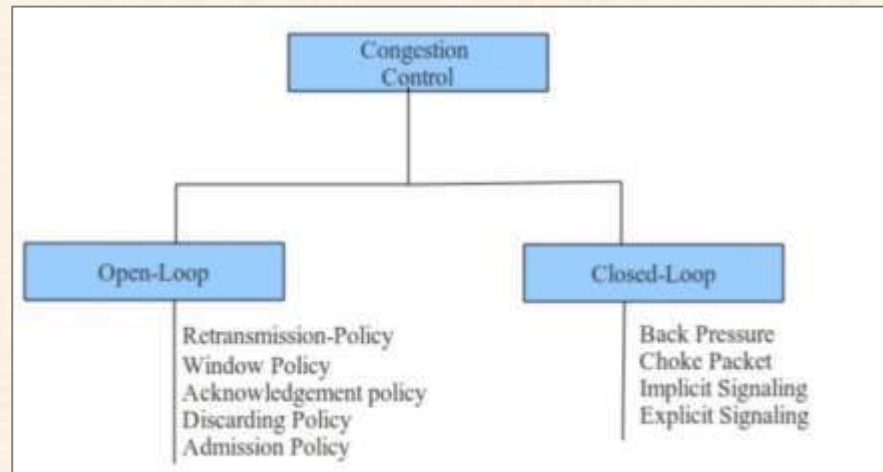 Congestion
Control
Open-Loop
Closed-Loop
Retransmission-Policy
Window Policy
Acknowledgement policy
Discarding Policy
Admission Policy
Back Pressure
Choke Packet
Implicit Signaling
Explicit Signaling